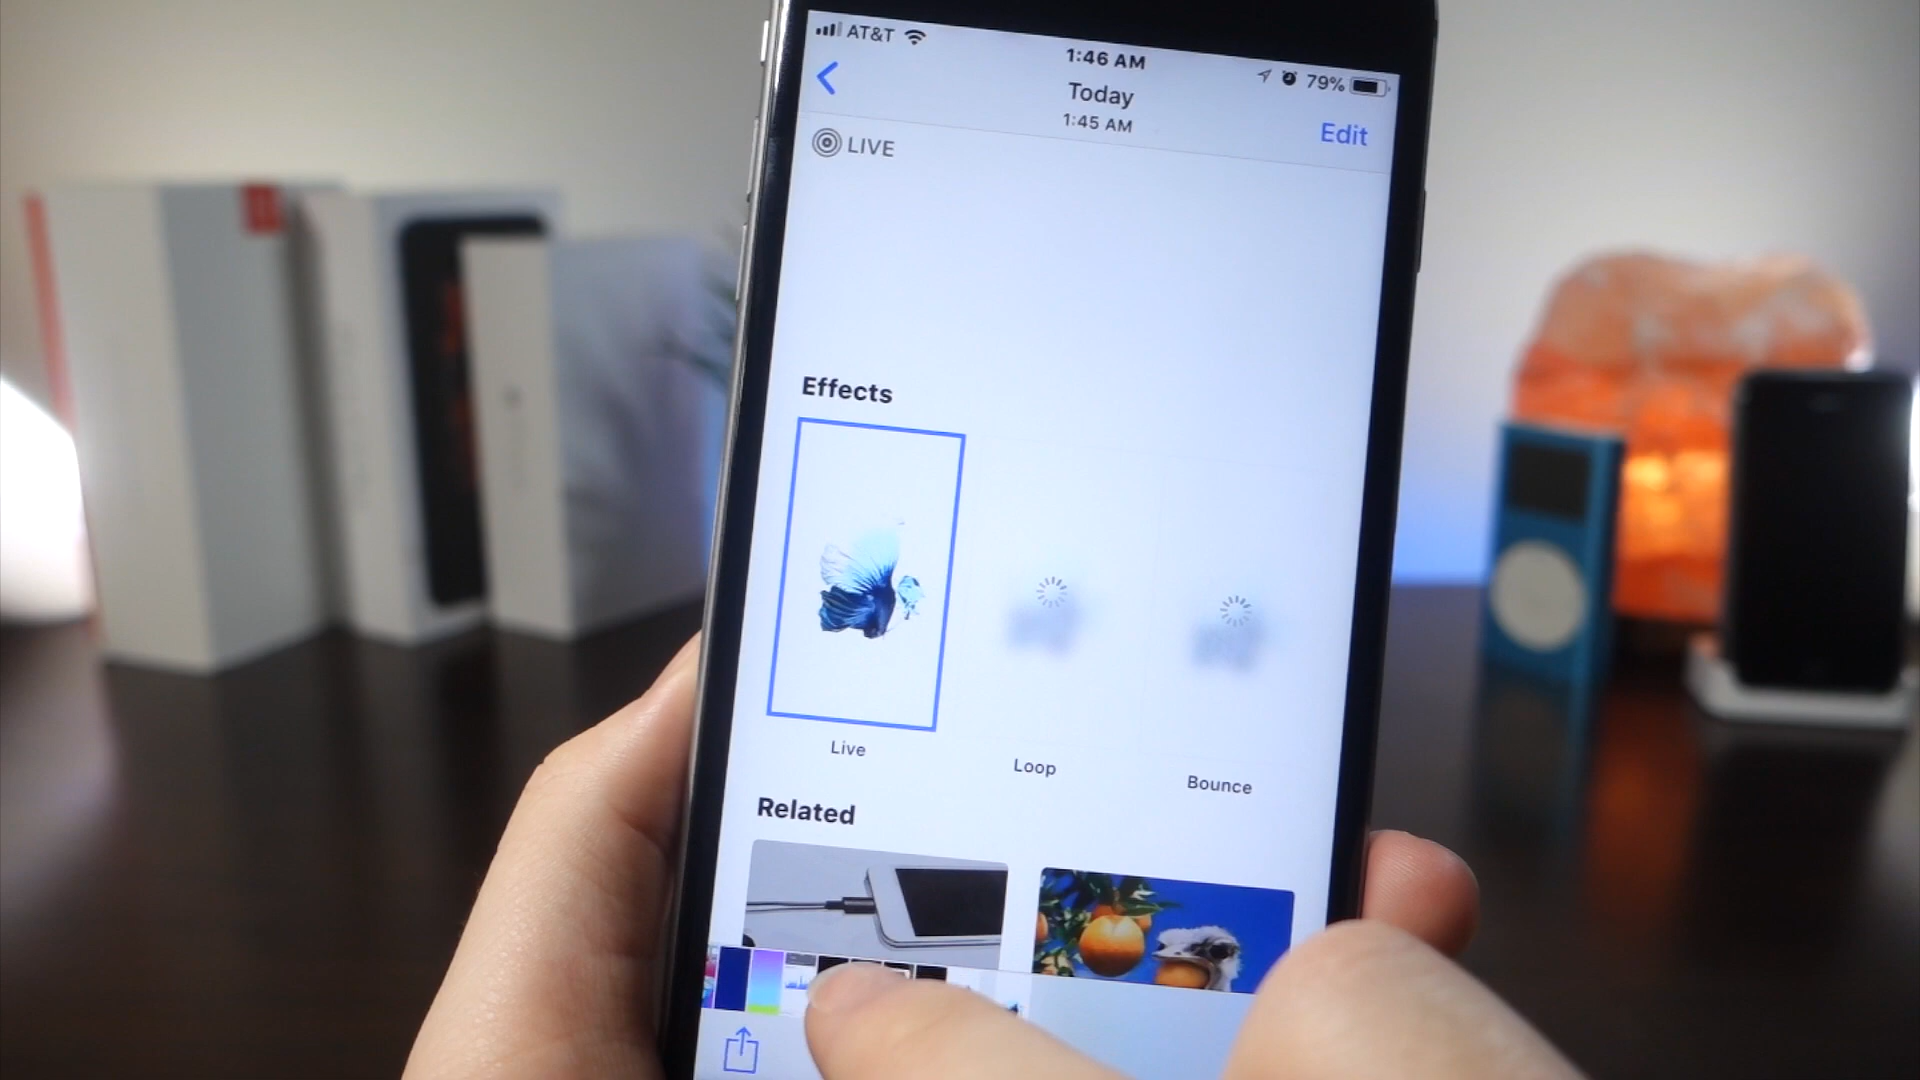 AT&T
1:46 AM
79%
Today
1:45 AM
Edit
LIVE
Effects
Live
Loop
Bounce
Related